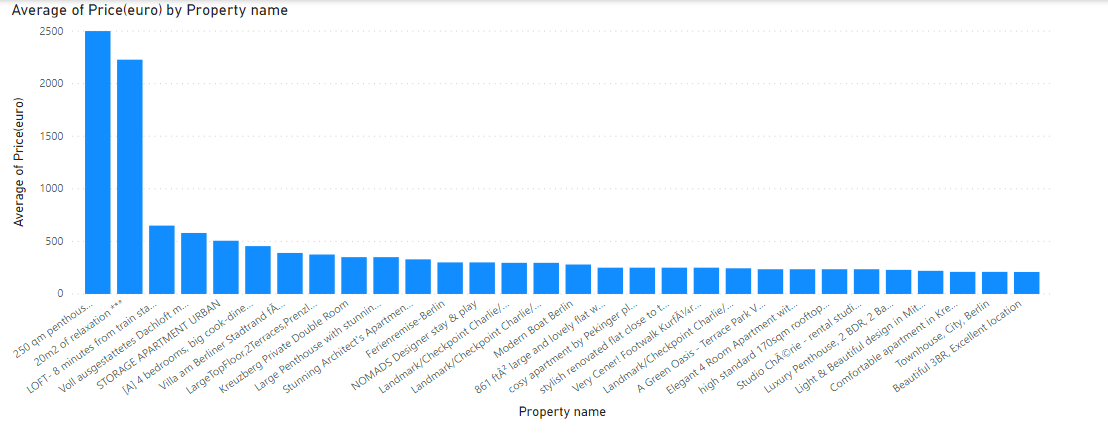 Average of Price(euro) by Property name
Average of Price(euro)
2500
2000
1500
1000
500
0
250 qm penthous...
20m2 of relaxation ***
LOFT- 8 minutes from train sta...
Voll ausgestattetes Dachloft m...
STORAGE APARTMENT URBAN
[A] 4 bedrooms, big cook-dine...
Villa am Berliner Stadtrand fÃ...
LargeTopFloor,2Terraces,Prenzl...
Kreuzberg Private Double Room
Large Penthouse with stunnin...
Stunning Architect's Apartmen...
Ferienremise-Berlin
NOMADS Designer stay & play
Landmark/Checkpoint Charlie/...
Landmark/Checkpoint Charlie/...
Modern Boat Berlin
861 ftÂ² large and lovely flat w...
cosy apartment by Pekinger pl...
stylish renovated flat close to t...
Very Cener! Footwalk KurfÃ¼r...
Landmark/Checkpoint Charlie/...
A Green Oasis - Terrace Park V...
Elegant 4 Room Apartment wit...
high standard 170sqm rooftop...
Studio ChÃ©rie - rental studi...
Luxury Penthouse, 2 BDR, 2 Ba...
Light & Beautiful design in Mit...
Comfortable apartment in Kre...
Townhouse, City, Berlin
Beautiful 3BR, Excellent location
Property name